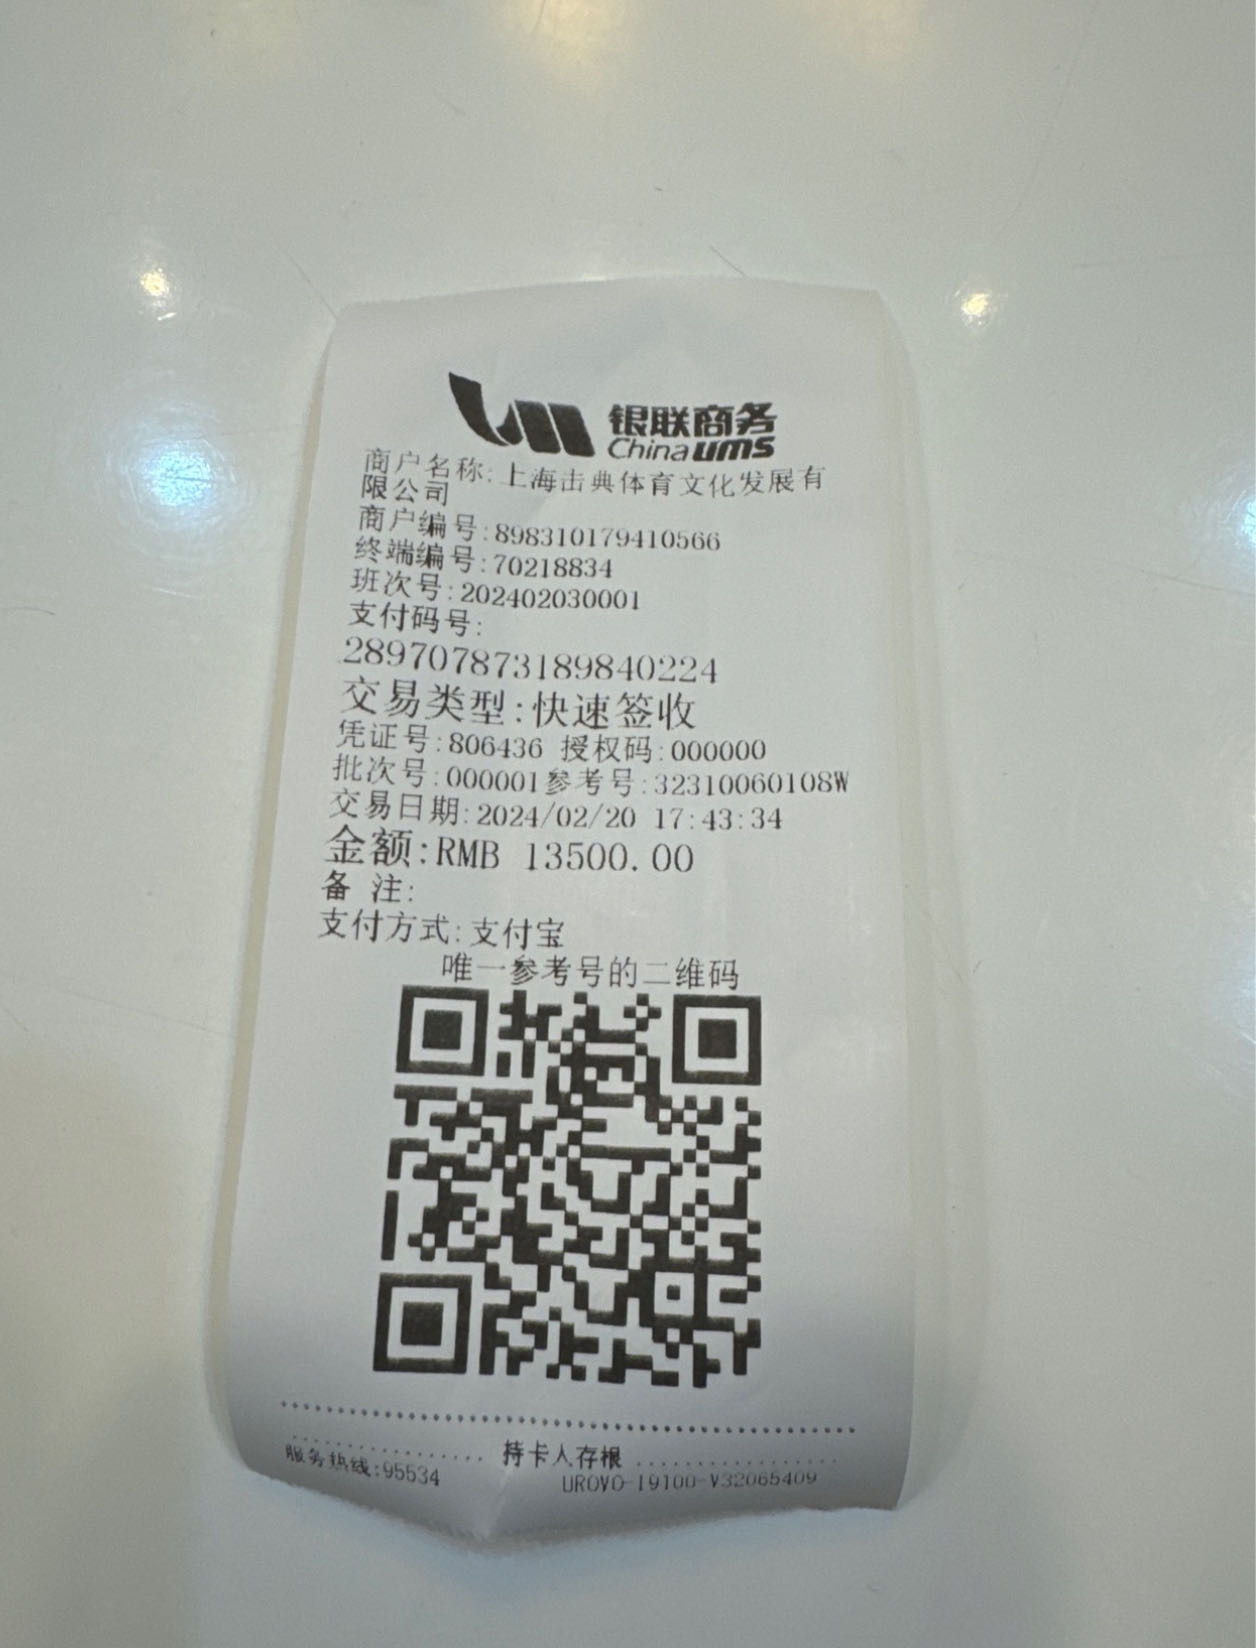 银联商务
China ums
商户名称:上海击典体育文化发展有
限公司
商户编号:898310179410566
终端编号:70218834
班次号:202402030001
支付码号:
289707873189840224
交易类型:快速签收
凭证号:806436 授权码:000000
批次号:000001参考号:32310060108W
交易日期:2024/02/20 17:43:34
金额:RMB 13500.00
备 注:
支付方式:支付宝
唯一参考号的二维码
持卡人存根
服务热线:95534 UROVO-I9100-V32065409